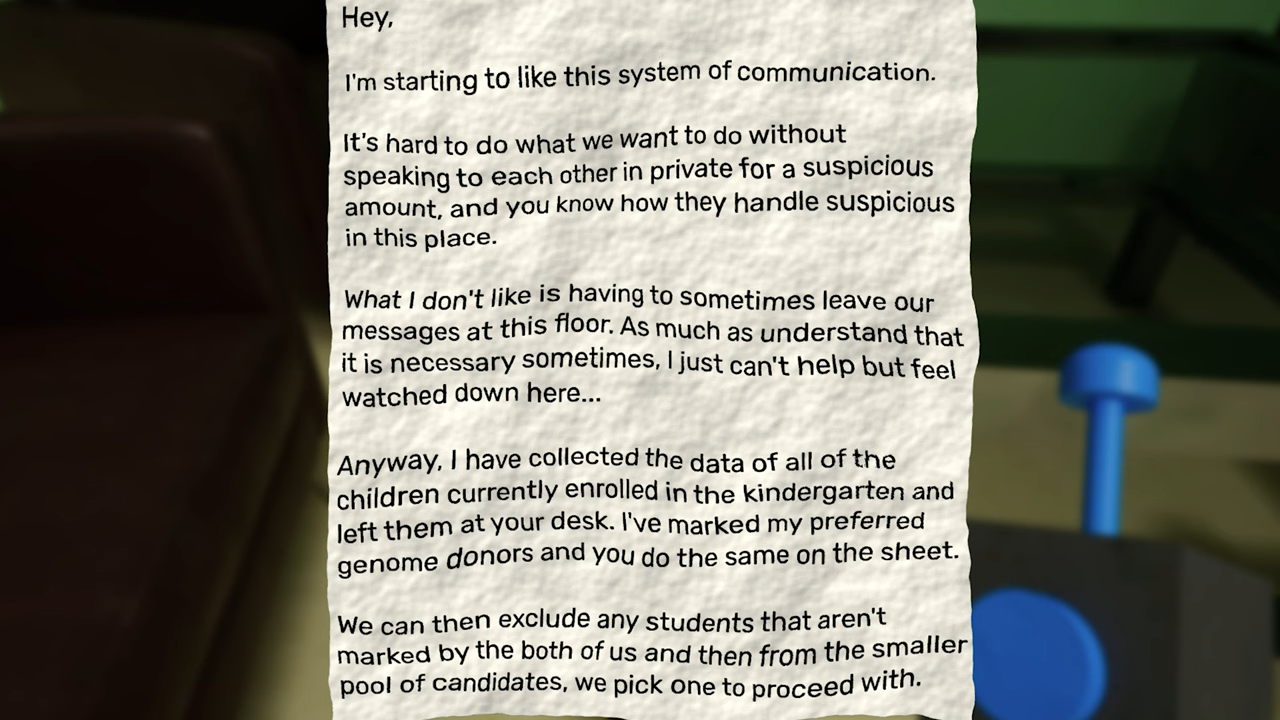 Hey,
I'm starting to like this system of communication.
It's hard to do what we want to do without
speaking to each other in private for a suspicious
amount, and you know how they handle suspicious
in this place.
What I don't like is having to sometimes leave our
messages at this floor. As much as understand that
it is necessary sometimes, I just can't help but feel
watched down here...
Anyway, I have collected the data of all of the
children currently enrolled in the kindergarten and
left them at your desk. I've marked my preferred
genome donors and you do the same on the sheet.
We can then exclude any students that aren't
marked by the both of us and then from the smaller
pool of candidates, we pick one to proceed with.